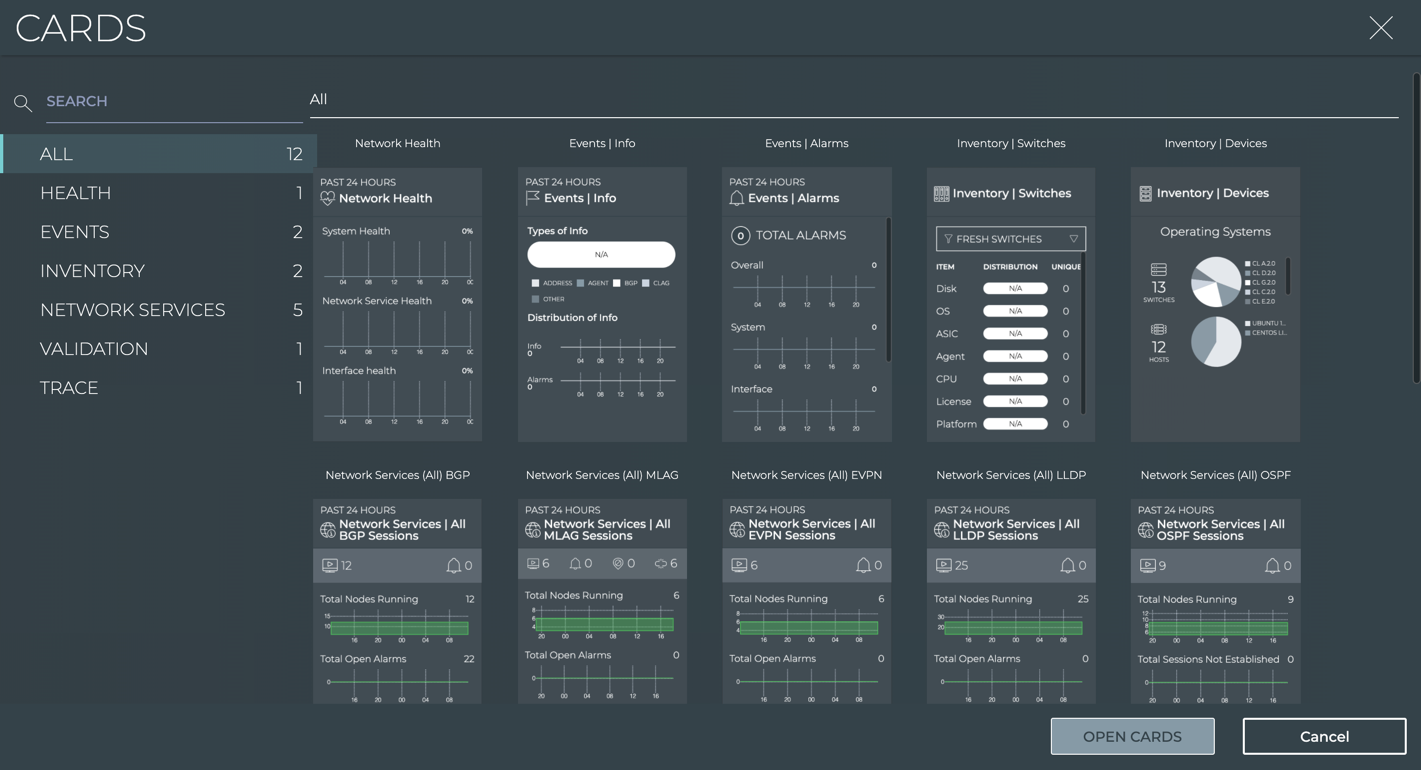 CARDS
SEARCH
All
ALL 12
HEALTH 1
EVENTS 2
INVENTORY 2
NETWORK SERVICES 5
VALIDATION 1
TRACE 1
Network Health
PAST 24 HOURS
Network Health
System Health 0%
04 08 12 16 20
Network Service Health 0%
04 08 12 16 20
Interface health 0%
04 08 12 16 20
Events | Info
PAST 24 HOURS
Events | Info
Types of Info
N/A
ADDRESS AGENT BGP CLAG
OTHER
Distribution of Info
Info
0
04 08 12 16 20
Alarms
0
04 08 12 16 20
Events | Alarms
PAST 24 HOURS
Events | Alarms
0 TOTAL ALARMS
Overall 0
04 08 12 16 20
System 0
04 08 12 16 20
Interface 0
04 08 12 16 20
Inventory | Switches
Inventory | Switches
FRESH SWITCHES
ITEM DISTRIBUTION UNIQUE
Disk N/A 0
OS N/A 0
ASIC N/A 0
Agent N/A 0
CPU N/A 0
License N/A 0
Platform N/A 0
Inventory | Devices
Inventory | Devices
Operating Systems
13
SWITCHES
CL A.2.0
CL D.2.0
CL G.2.0
CL C.2.0
CL E.2.0
12
HOSTS
UBUNTU 1...
CENTOS LI...
Network Services (All) BGP
PAST 24 HOURS
Network Services | All
BGP Sessions
12 0
Total Nodes Running 12
15
10
16 20 00 04 08
Total Open Alarms 22
0
16 20 00 04 08
Network Services (All) MLAG
PAST 24 HOURS
Network Services | All
MLAG Sessions
6 0 0 6
Total Nodes Running 6
8
6
4
20 00 04 08 12 16
Total Open Alarms 0
0
20 00 04 08 12 16
Network Services (All) EVPN
PAST 24 HOURS
Network Services | All
EVPN Sessions
6 0
Total Nodes Running 6
8
6
4
16 20 00 04 08
Total Open Alarms 0
0
16 20 00 04 08
Network Services (All) LLDP
PAST 24 HOURS
Network Services | All
LLDP Sessions
25 0
Total Nodes Running 25
30
20
16 20 00 04 08
Total Open Alarms 0
0
16 20 00 04 08
Network Services (All) OSPF
PAST 24 HOURS
Network Services | All
OSPF Sessions
9 0
Total Nodes Running 9
12
10
8
6
20 00 04 08 12 16
Total Sessions Not Established 0
0
20 00 04 08 12 16
OPEN CARDS
Cancel